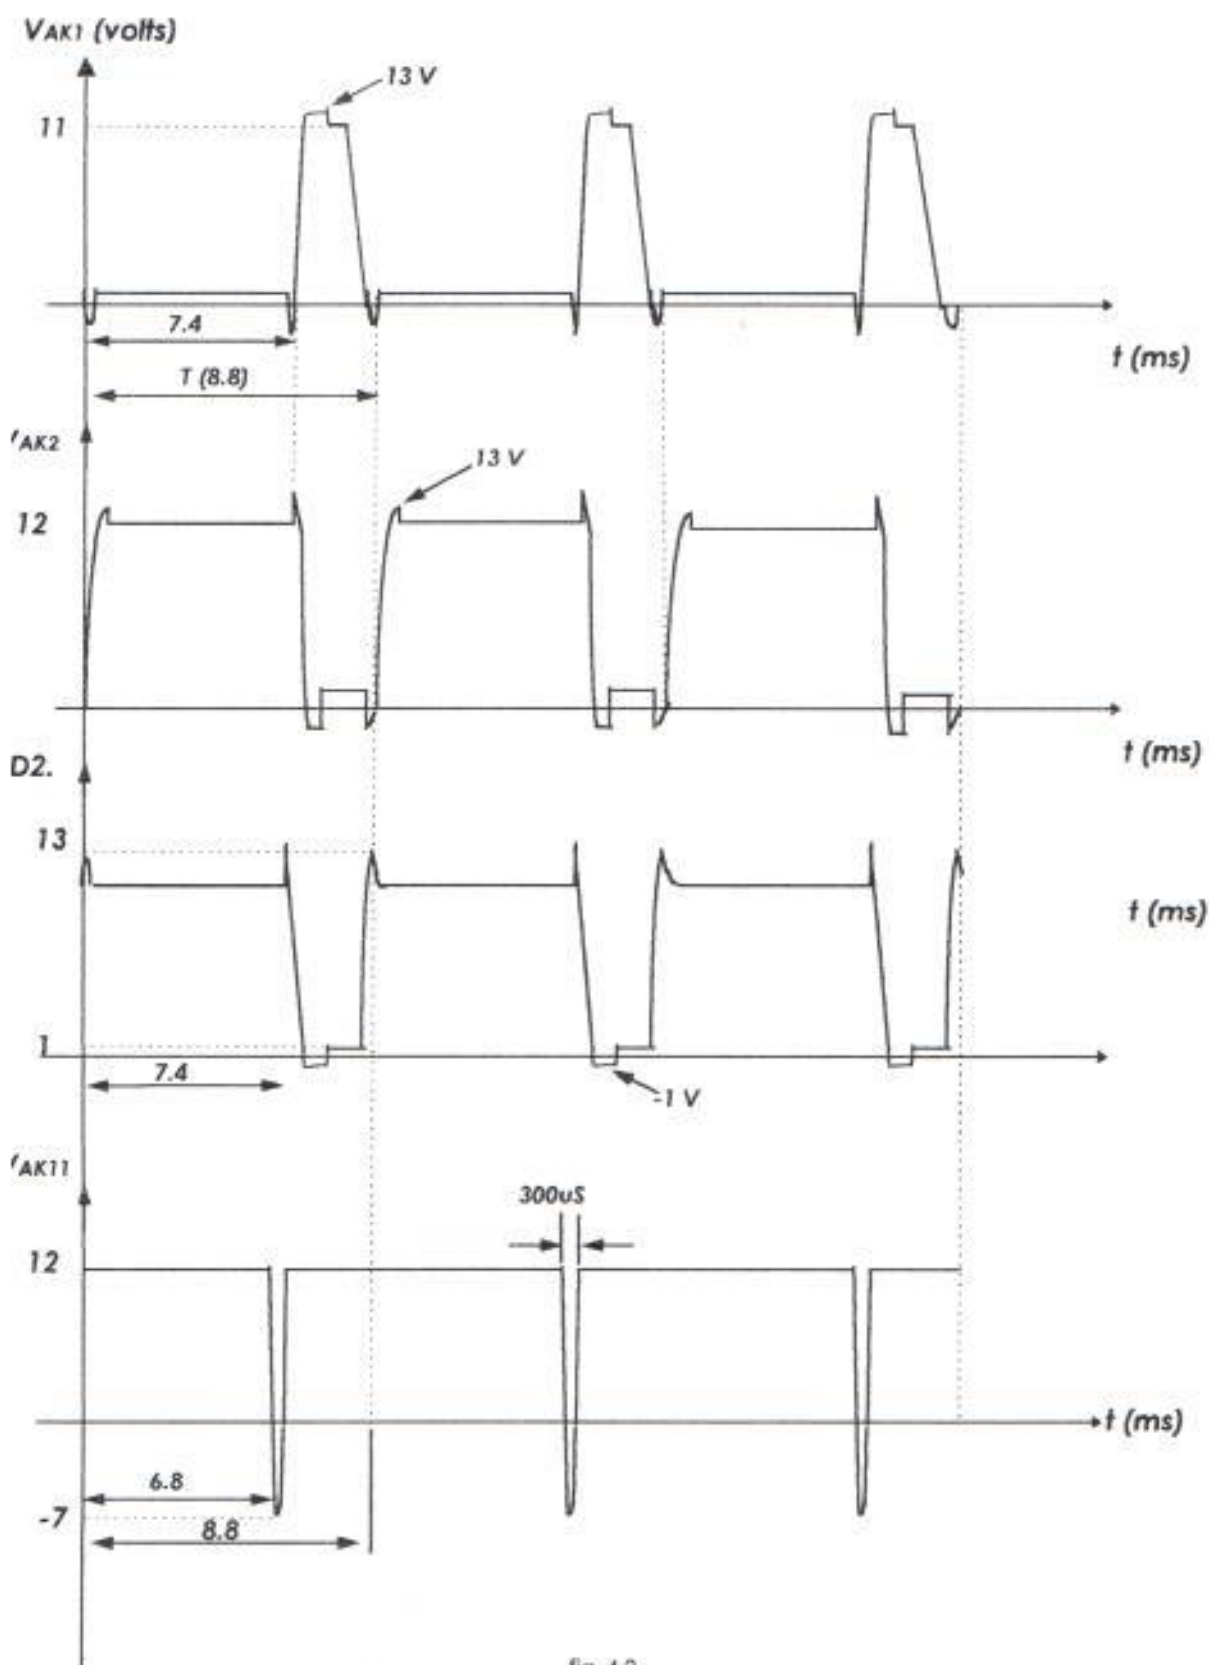 VAK1 (volts)
13 V
11
7.4
t (ms)
T (8.8)
AK2
13 V
12
t (ms)
D2.
13
t (ms)
1
7.4
-1 V
AK11
300uS
12
t (ms)
6.8
-7
8.8